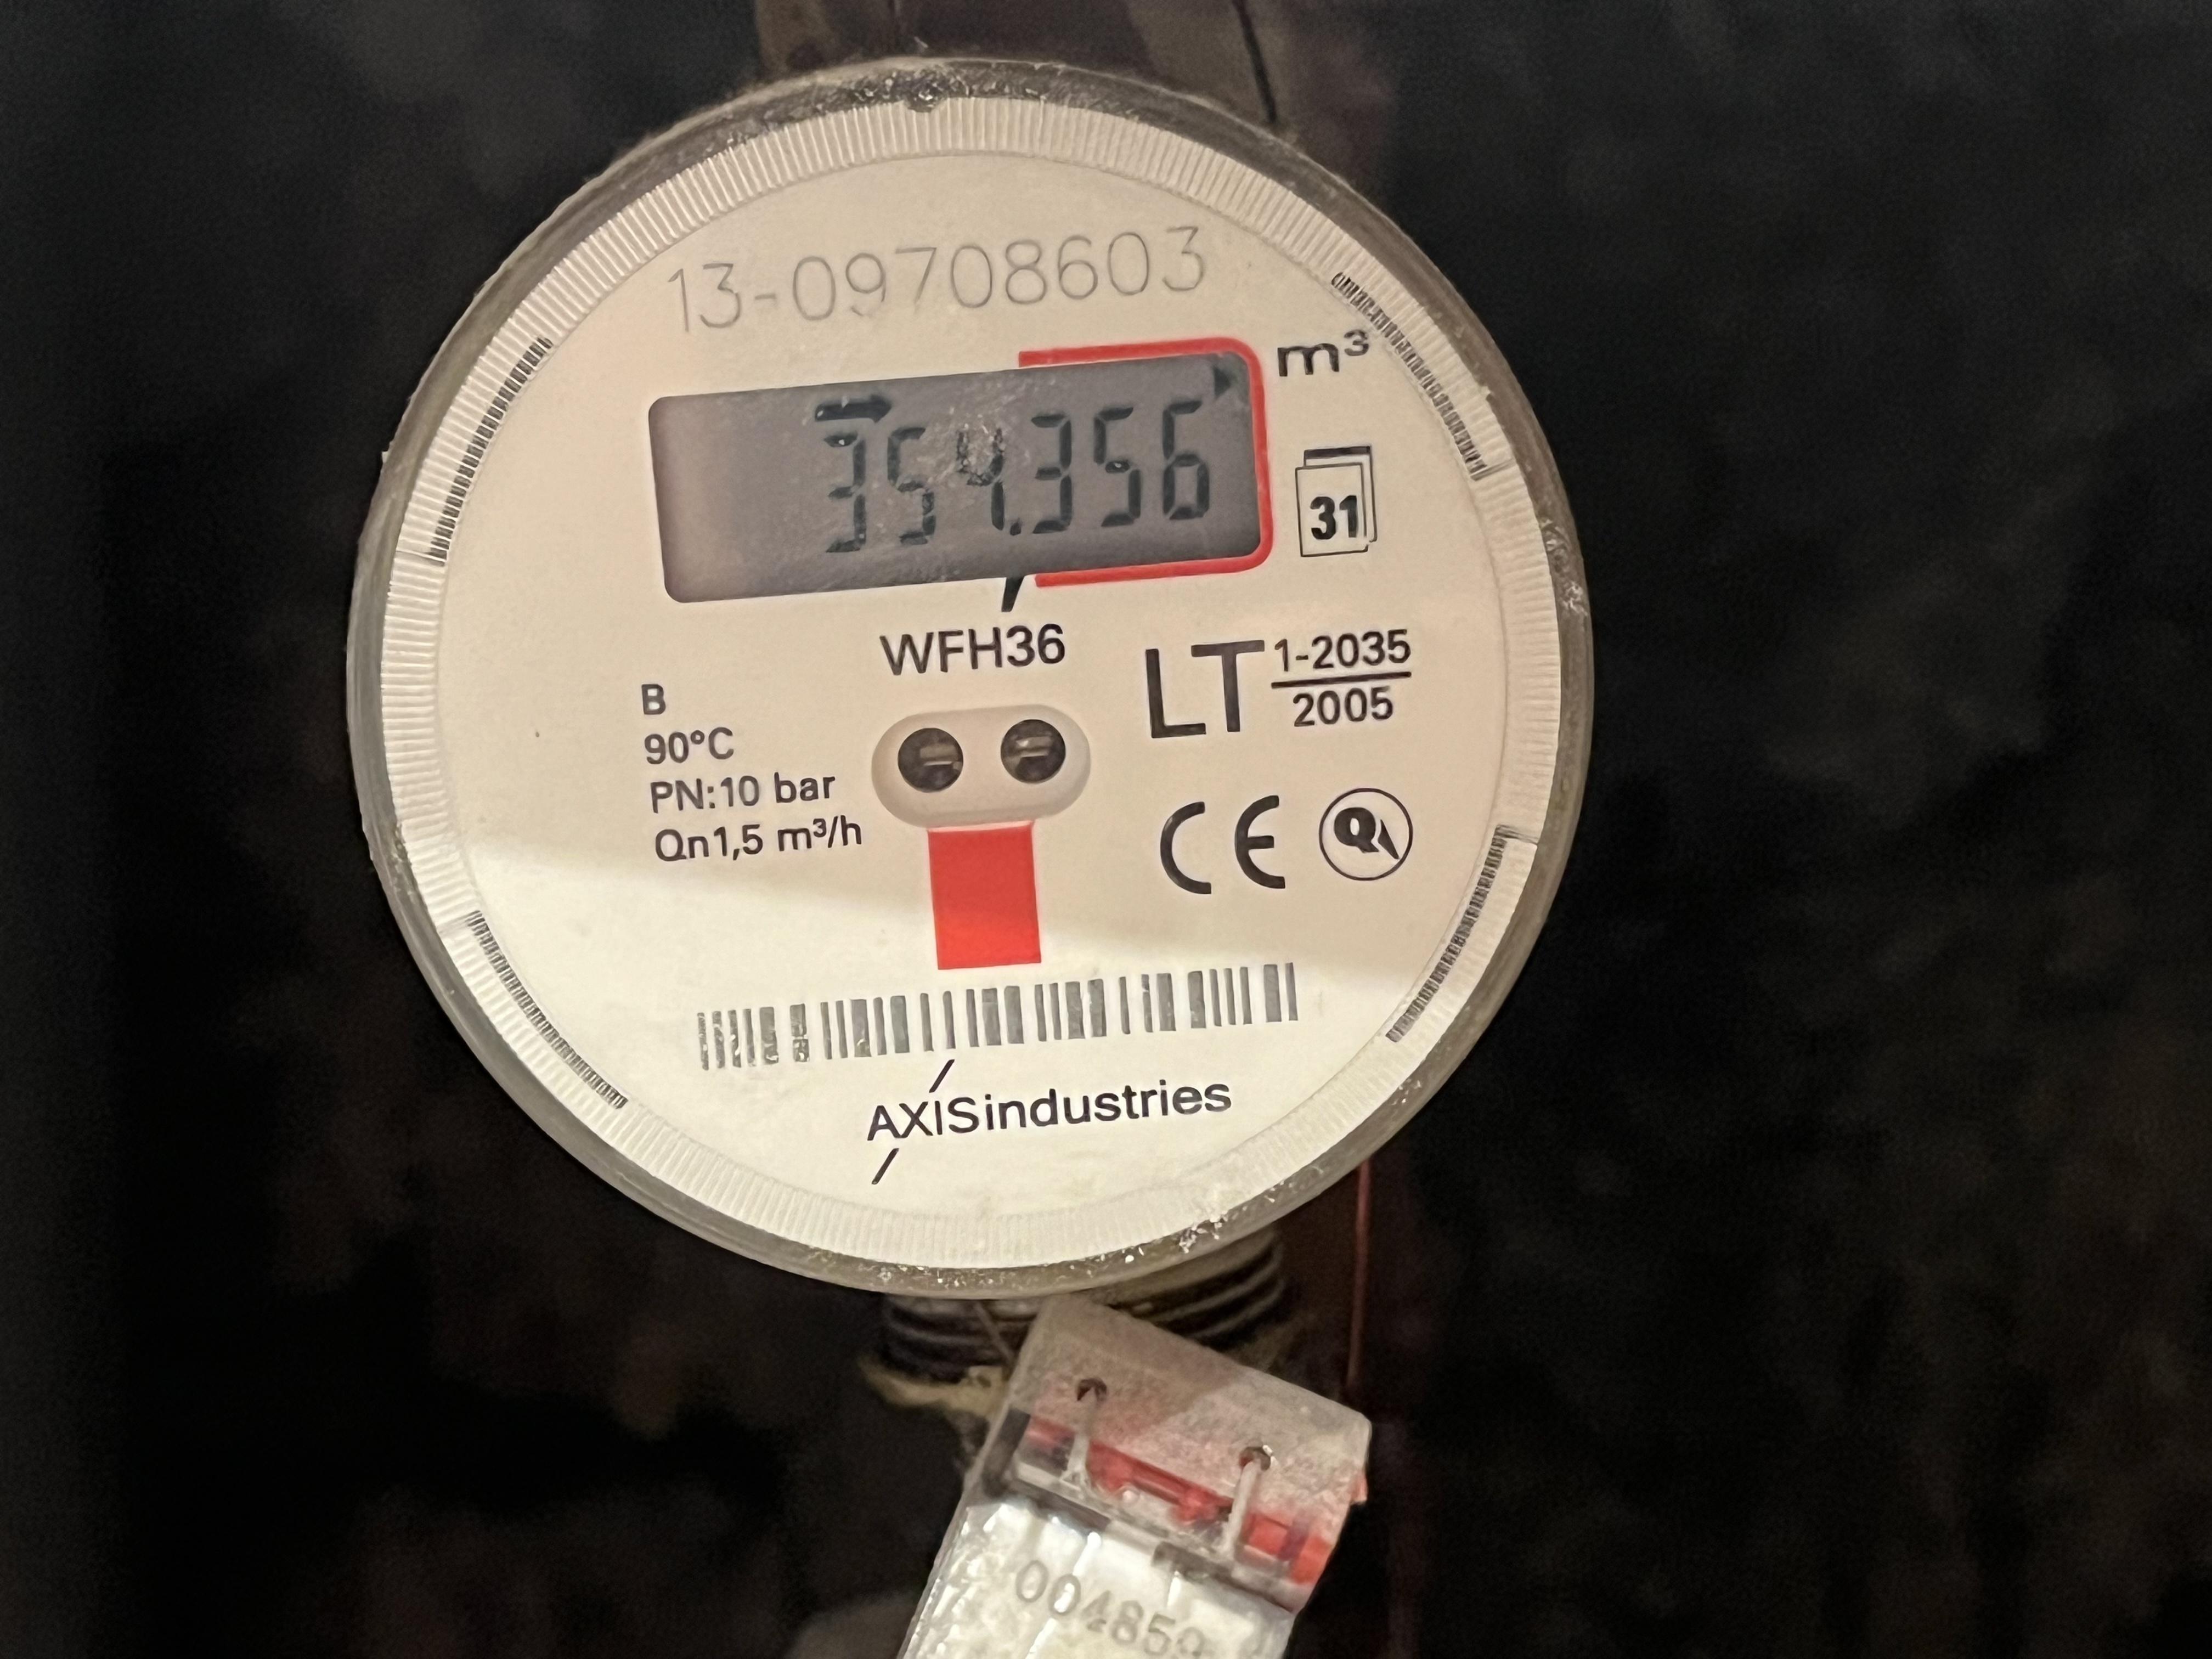 13-09708603
354.356
m³
31
WFH36
LT 1-2035
2005
B
90°C
PN:10 bar
Qn1,5 m³/h
CE
Q
AXISindustries
004859